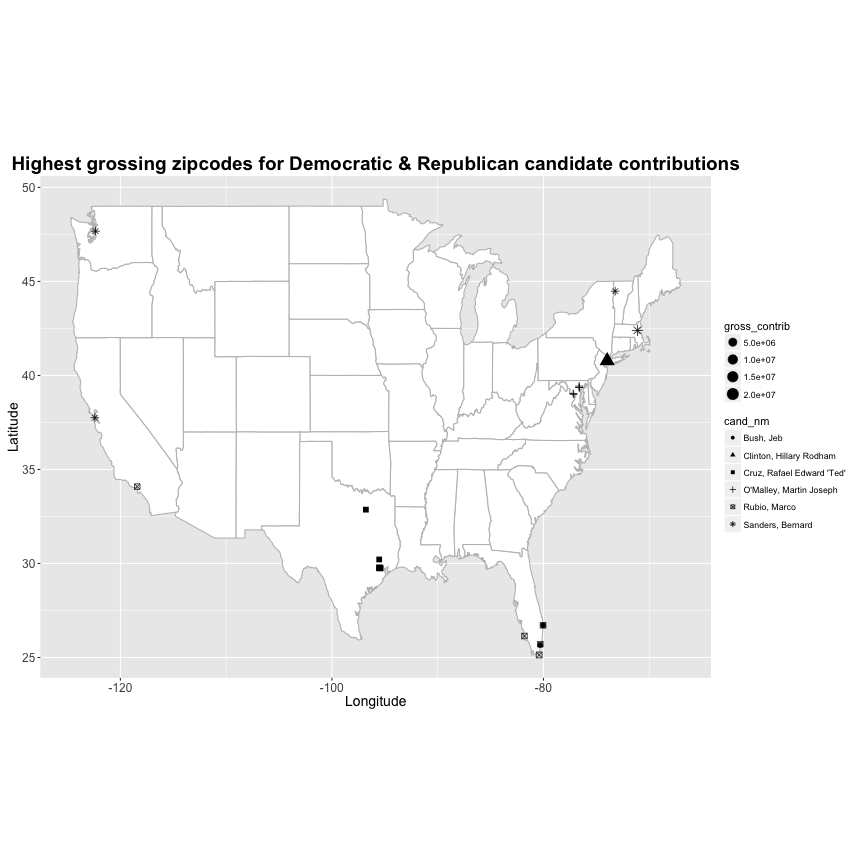 Highest grossing zipcodes for Democratic & Republican candidate contributions
50
45
40
35
30
25
Latitude
-120
-100
-80
Longitude
gross_contrib
5.0e+06
1.0e+07
1.5e+07
2.0e+07
cand_nm
Bush, Jeb
Clinton, Hillary Rodham
Cruz, Rafael Edward 'Ted'
O'Malley, Martin Joseph
Rubio, Marco
Sanders, Bernard